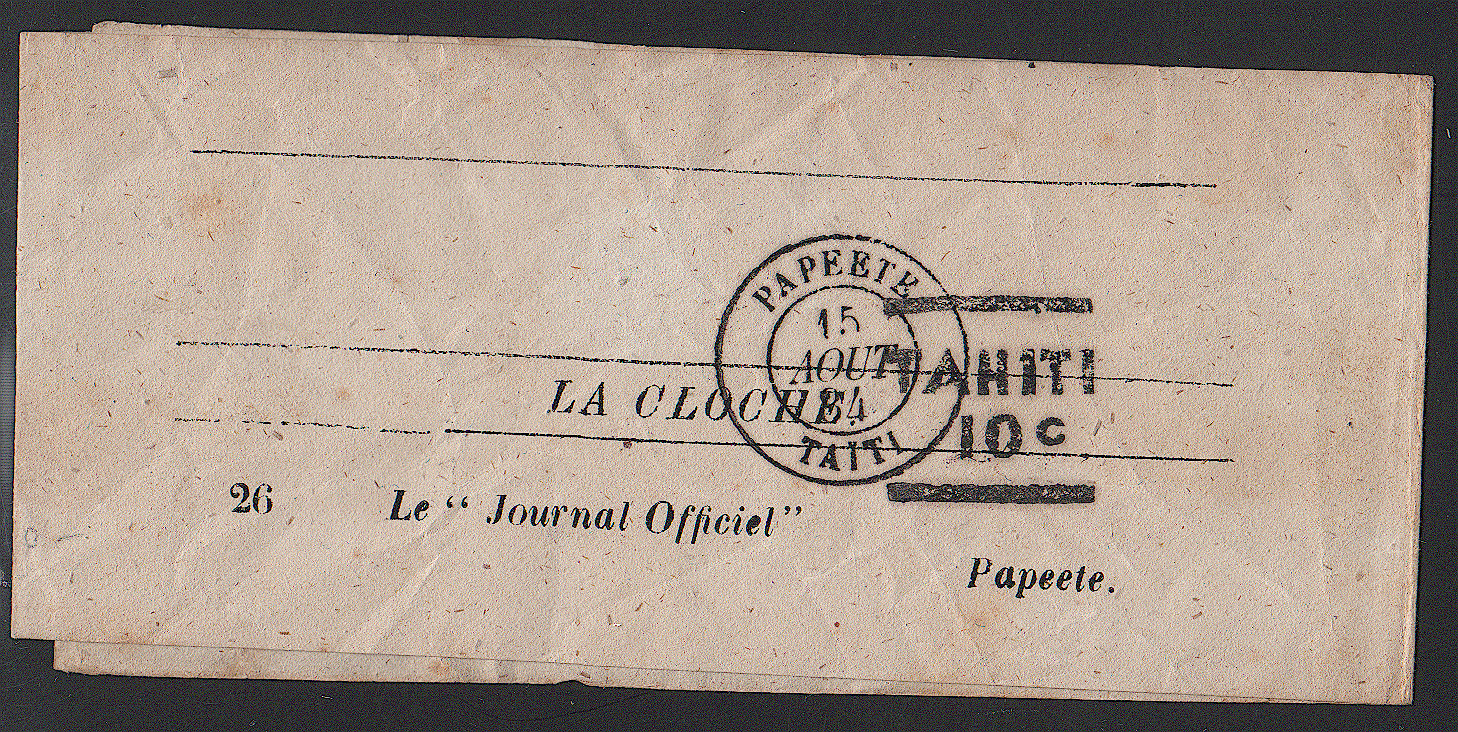 PAPEETE
15
AOUT
84
TAITI
TAHITI
10c
LA CLOCHE
26 Le “ Journal Officiel”
Papeete.